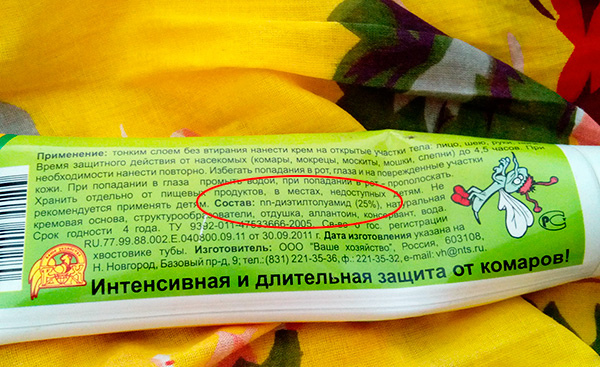 Применение: тонким слоем без втирания нанести крем на открытые участки тела: лицо, шею, руки,
Время защитного действия от насекомых (комары, мокрецы, москиты, мошки, слепни) до 4,5 часов. При
необходимости нанести повторно. Избегать попадания в рот, глаза и на поврежденные участки
кожи. При попадании в глаза промыть водой, при попадании в рот прополоскать.
Хранить отдельно от пищевых продуктов, в местах, недоступных детям. Не
рекомендуется применять детям. Состав: nn-диэтилтолуамид (25%), натуральная
кремовая основа, структурообразователи, отдушка, аллантоин, консервант, вода.
Срок годности 4 года. ТУ 9392-011-47533666-2005. Св-во о гос. регистрации
RU.77.99.88.002.Е.040800.09.11 от 30.09.2011 г. Дата изготовления указана на
хвостовике тубы. Изготовитель: ООО "Ваше хозяйство", Россия, 603108,
Н. Новгород, Базовый пр-д, 9; тел.:(831) 221-35-36, ф.: 221-35-32, e-mail: vh@nts.ru.
Интенсивная и длительная защита от комаров!